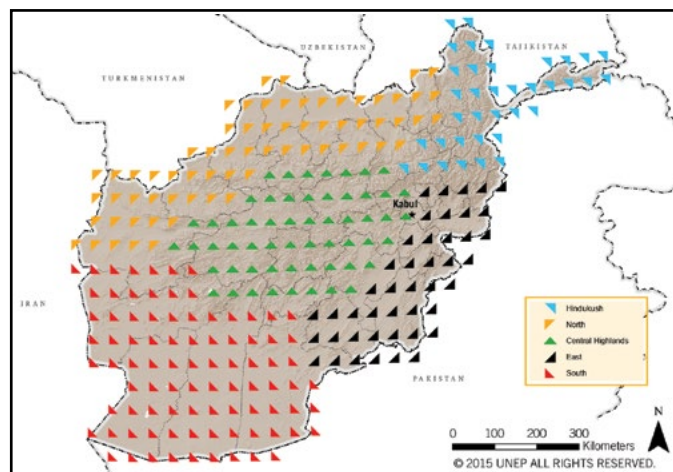 UZBEKISTAN
TAJIKISTAN
TURKMENISTAN
Kabul
IRAN
Hindukush
North
Central Highlands
East
South
PAKISTAN
N
0 100 200 300
Kilometers
© 2015 UNEP ALL RIGHTS RESERVED.